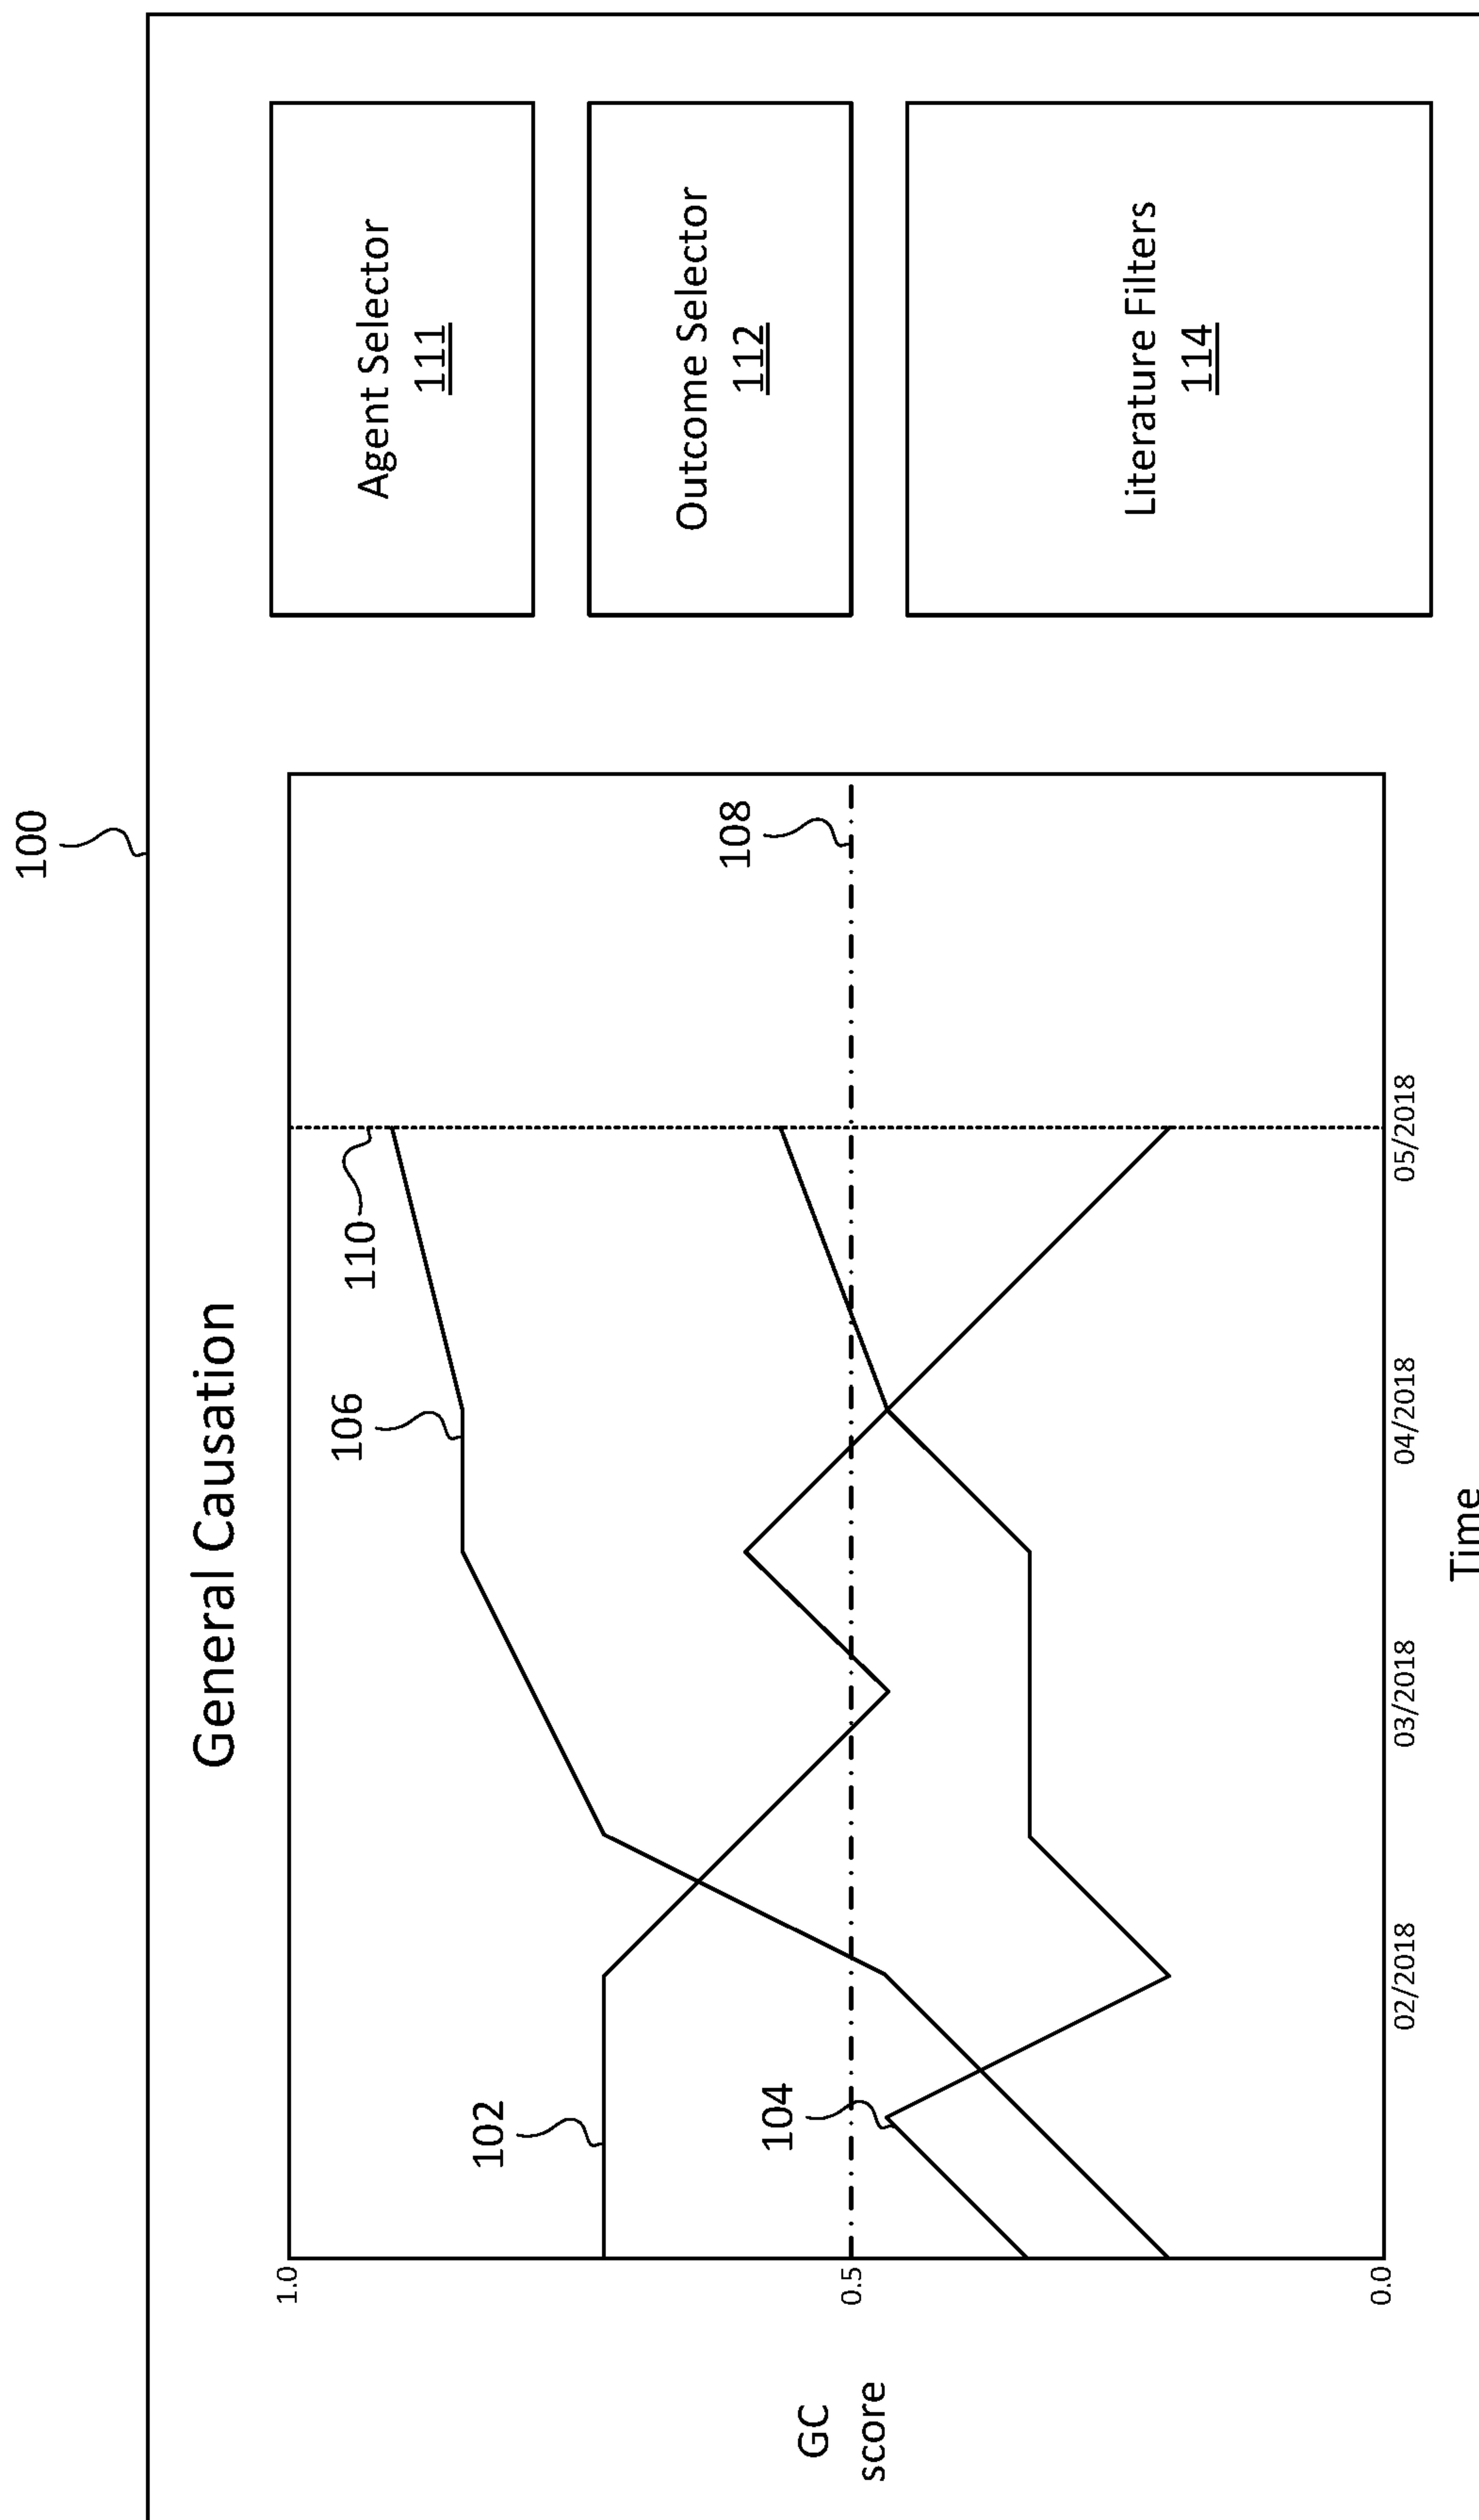 100
General Causation
GC
score
1.0
0.5
0.0
102
104
106
110
108
02/2018
03/2018
04/2018
05/2018
Time
Agent Selector
111
Outcome Selector
112
Literature Filters
114